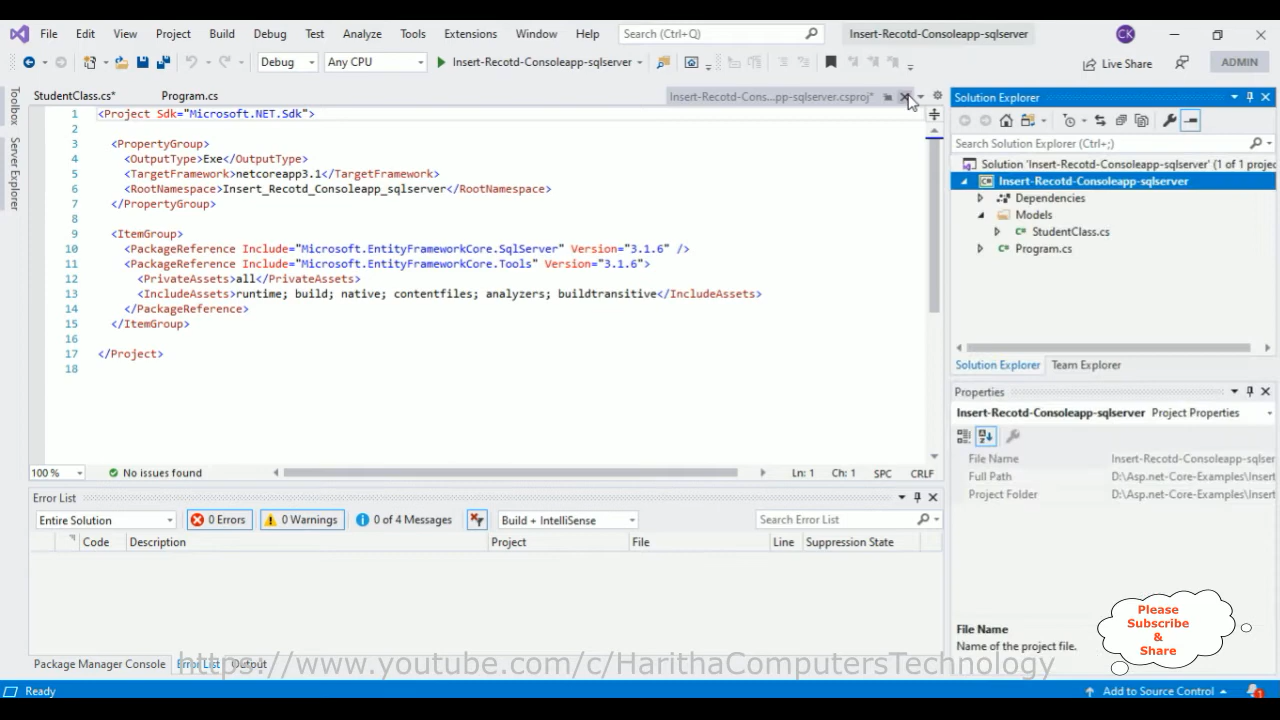 File Edit View Project Build Debug Test Analyze Tools Extensions Window Help Search (Ctrl+Q) Insert-Recotd-Consoleapp-sqlserver CK
Debug Any CPU Insert-Recotd-Consoleapp-sqlserver Live Share ADMIN
Toolbox
Server Explorer
StudentClass.cs* Program.cs Insert-Recotd-Cons...pp-sqlserver.csproj*
1 <Project Sdk="Microsoft.NET.Sdk">
2
3 <PropertyGroup>
4 <OutputType>Exe</OutputType>
5 <TargetFramework>netcoreapp3.1</TargetFramework>
6 <RootNamespace>Insert_Recotd_Consoleapp_sqlserver</RootNamespace>
7 </PropertyGroup>
8
9 <ItemGroup>
10 <PackageReference Include="Microsoft.EntityFrameworkCore.SqlServer" Version="3.1.6" />
11 <PackageReference Include="Microsoft.EntityFrameworkCore.Tools" Version="3.1.6">
12 <PrivateAssets>all</PrivateAssets>
13 <IncludeAssets>runtime; build; native; contentfiles; analyzers; buildtransitive</IncludeAssets>
14 </PackageReference>
15 </ItemGroup>
16
17 </Project>
18
100 % No issues found Ln: 1 Ch: 1 SPC CRLF
Solution Explorer
Search Solution Explorer (Ctrl+;)
Solution 'Insert-Recotd-Consoleapp-sqlserver' (1 of 1 projec
Insert-Recotd-Consoleapp-sqlserver
Dependencies
Models
StudentClass.cs
Program.cs
Solution Explorer Team Explorer
Properties
Insert-Recotd-Consoleapp-sqlserver Project Properties
File Name Insert-Recotd-Consoleapp-sqlser
Full Path D:\Asp.net-Core-Examples\Insert
Project Folder D:\Asp.net-Core-Examples\Insert
File Name
Name of the project file.
Error List
Entire Solution 0 Errors 0 Warnings 0 of 4 Messages Build + IntelliSense Search Error List
Code Description Project File Line Suppression State
Please
Subscribe
&
Share
Package Manager Console Error List Output
https://www.youtube.com/c/HarithaComputersTechnology
Ready Add to Source Control 1